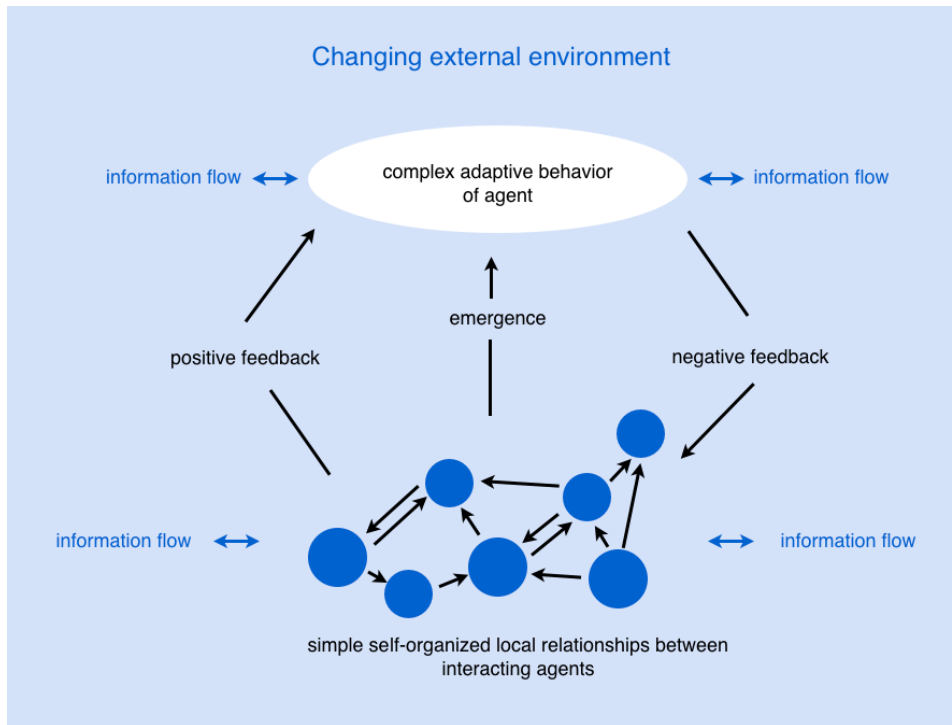 Changing external environment
information flow
complex adaptive behavior
of agent
information flow
emergence
positive feedback
negative feedback
information flow
information flow
simple self-organized local relationships between
interacting agents